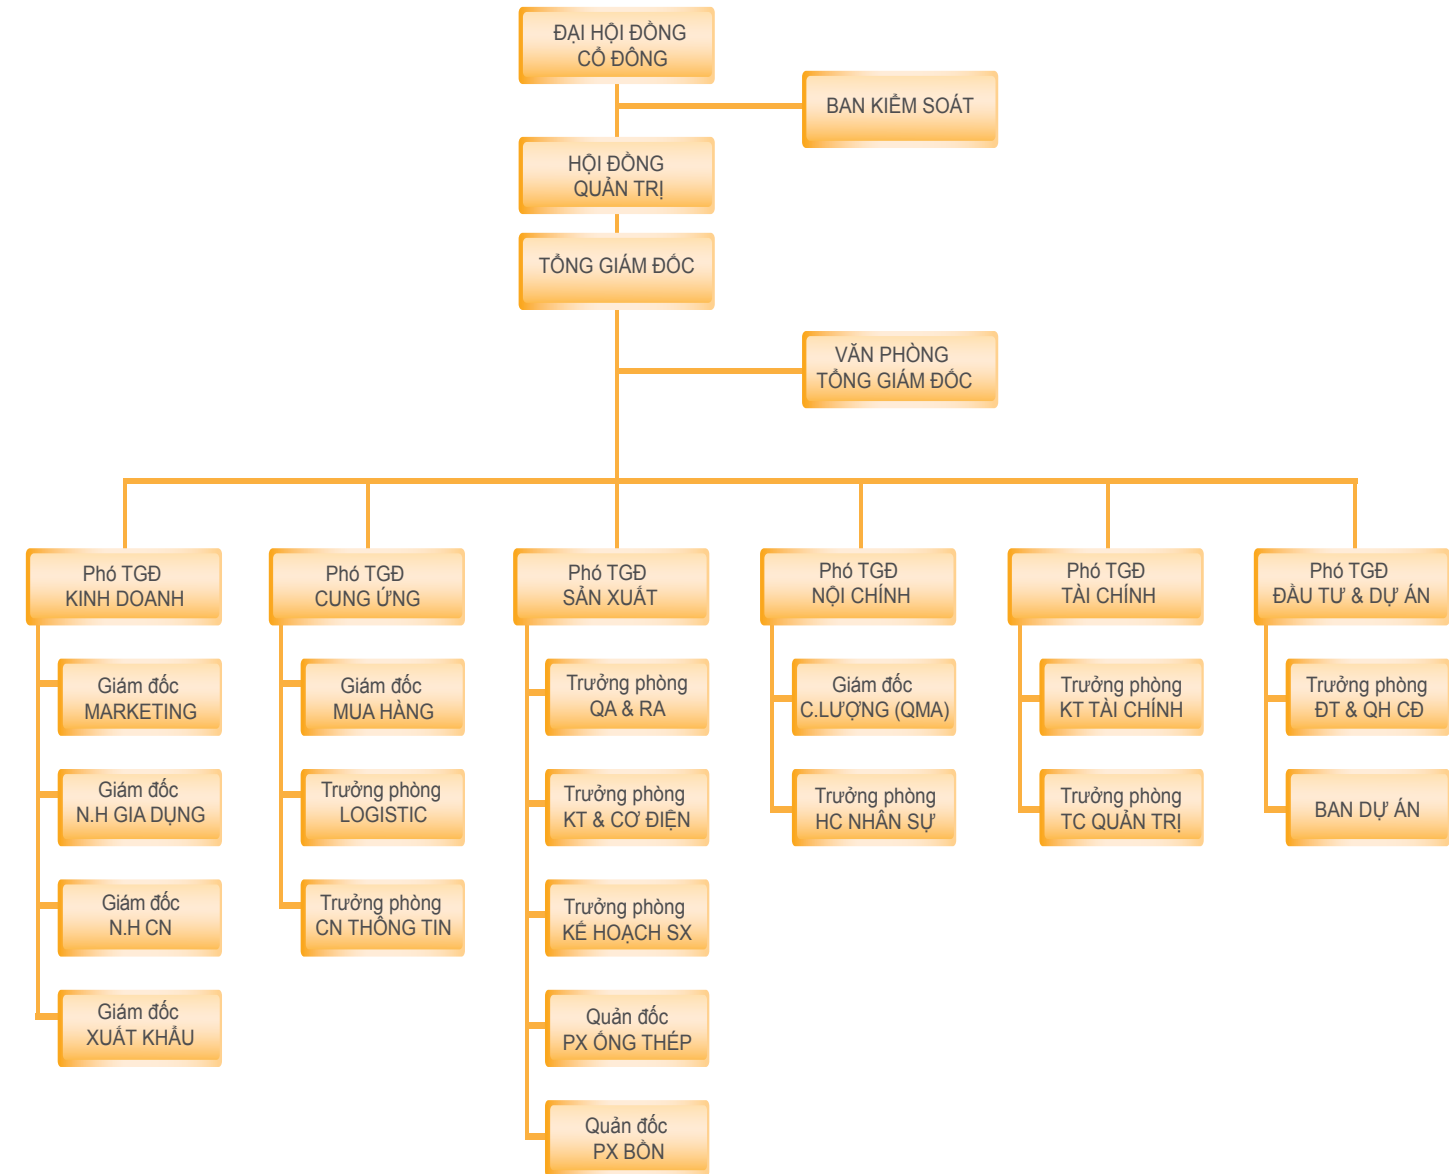 ĐẠI HỘI ĐỒNG
CỔ ĐÔNG
BAN KIỂM SOÁT
HỘI ĐỒNG
QUẢN TRỊ
TỔNG GIÁM ĐỐC
VĂN PHÒNG
TỔNG GIÁM ĐỐC
Phó TGĐ
KINH DOANH
Giám đốc
MARKETING
Giám đốc
N.H GIA DỤNG
Giám đốc
N.H CN
Giám đốc
XUẤT KHẨU
Phó TGĐ
CUNG ỨNG
Giám đốc
MUA HÀNG
Trưởng phòng
LOGISTIC
Trưởng phòng
CN THÔNG TIN
Phó TGĐ
SẢN XUẤT
Trưởng phòng
QA & RA
Trưởng phòng
KT & CƠ ĐIỆN
Trưởng phòng
KẾ HOẠCH SX
Quản đốc
PX ỐNG THÉP
Quản đốc
PX BỒN
Phó TGĐ
NỘI CHÍNH
Giám đốc
C.LƯỢNG (QMA)
Trưởng phòng
HC NHÂN SỰ
Phó TGĐ
TÀI CHÍNH
Trưởng phòng
KT TÀI CHÍNH
Trưởng phòng
TC QUẢN TRỊ
Phó TGĐ
ĐẦU TƯ & DỰ ÁN
Trưởng phòng
ĐT & QH CĐ
BAN DỰ ÁN